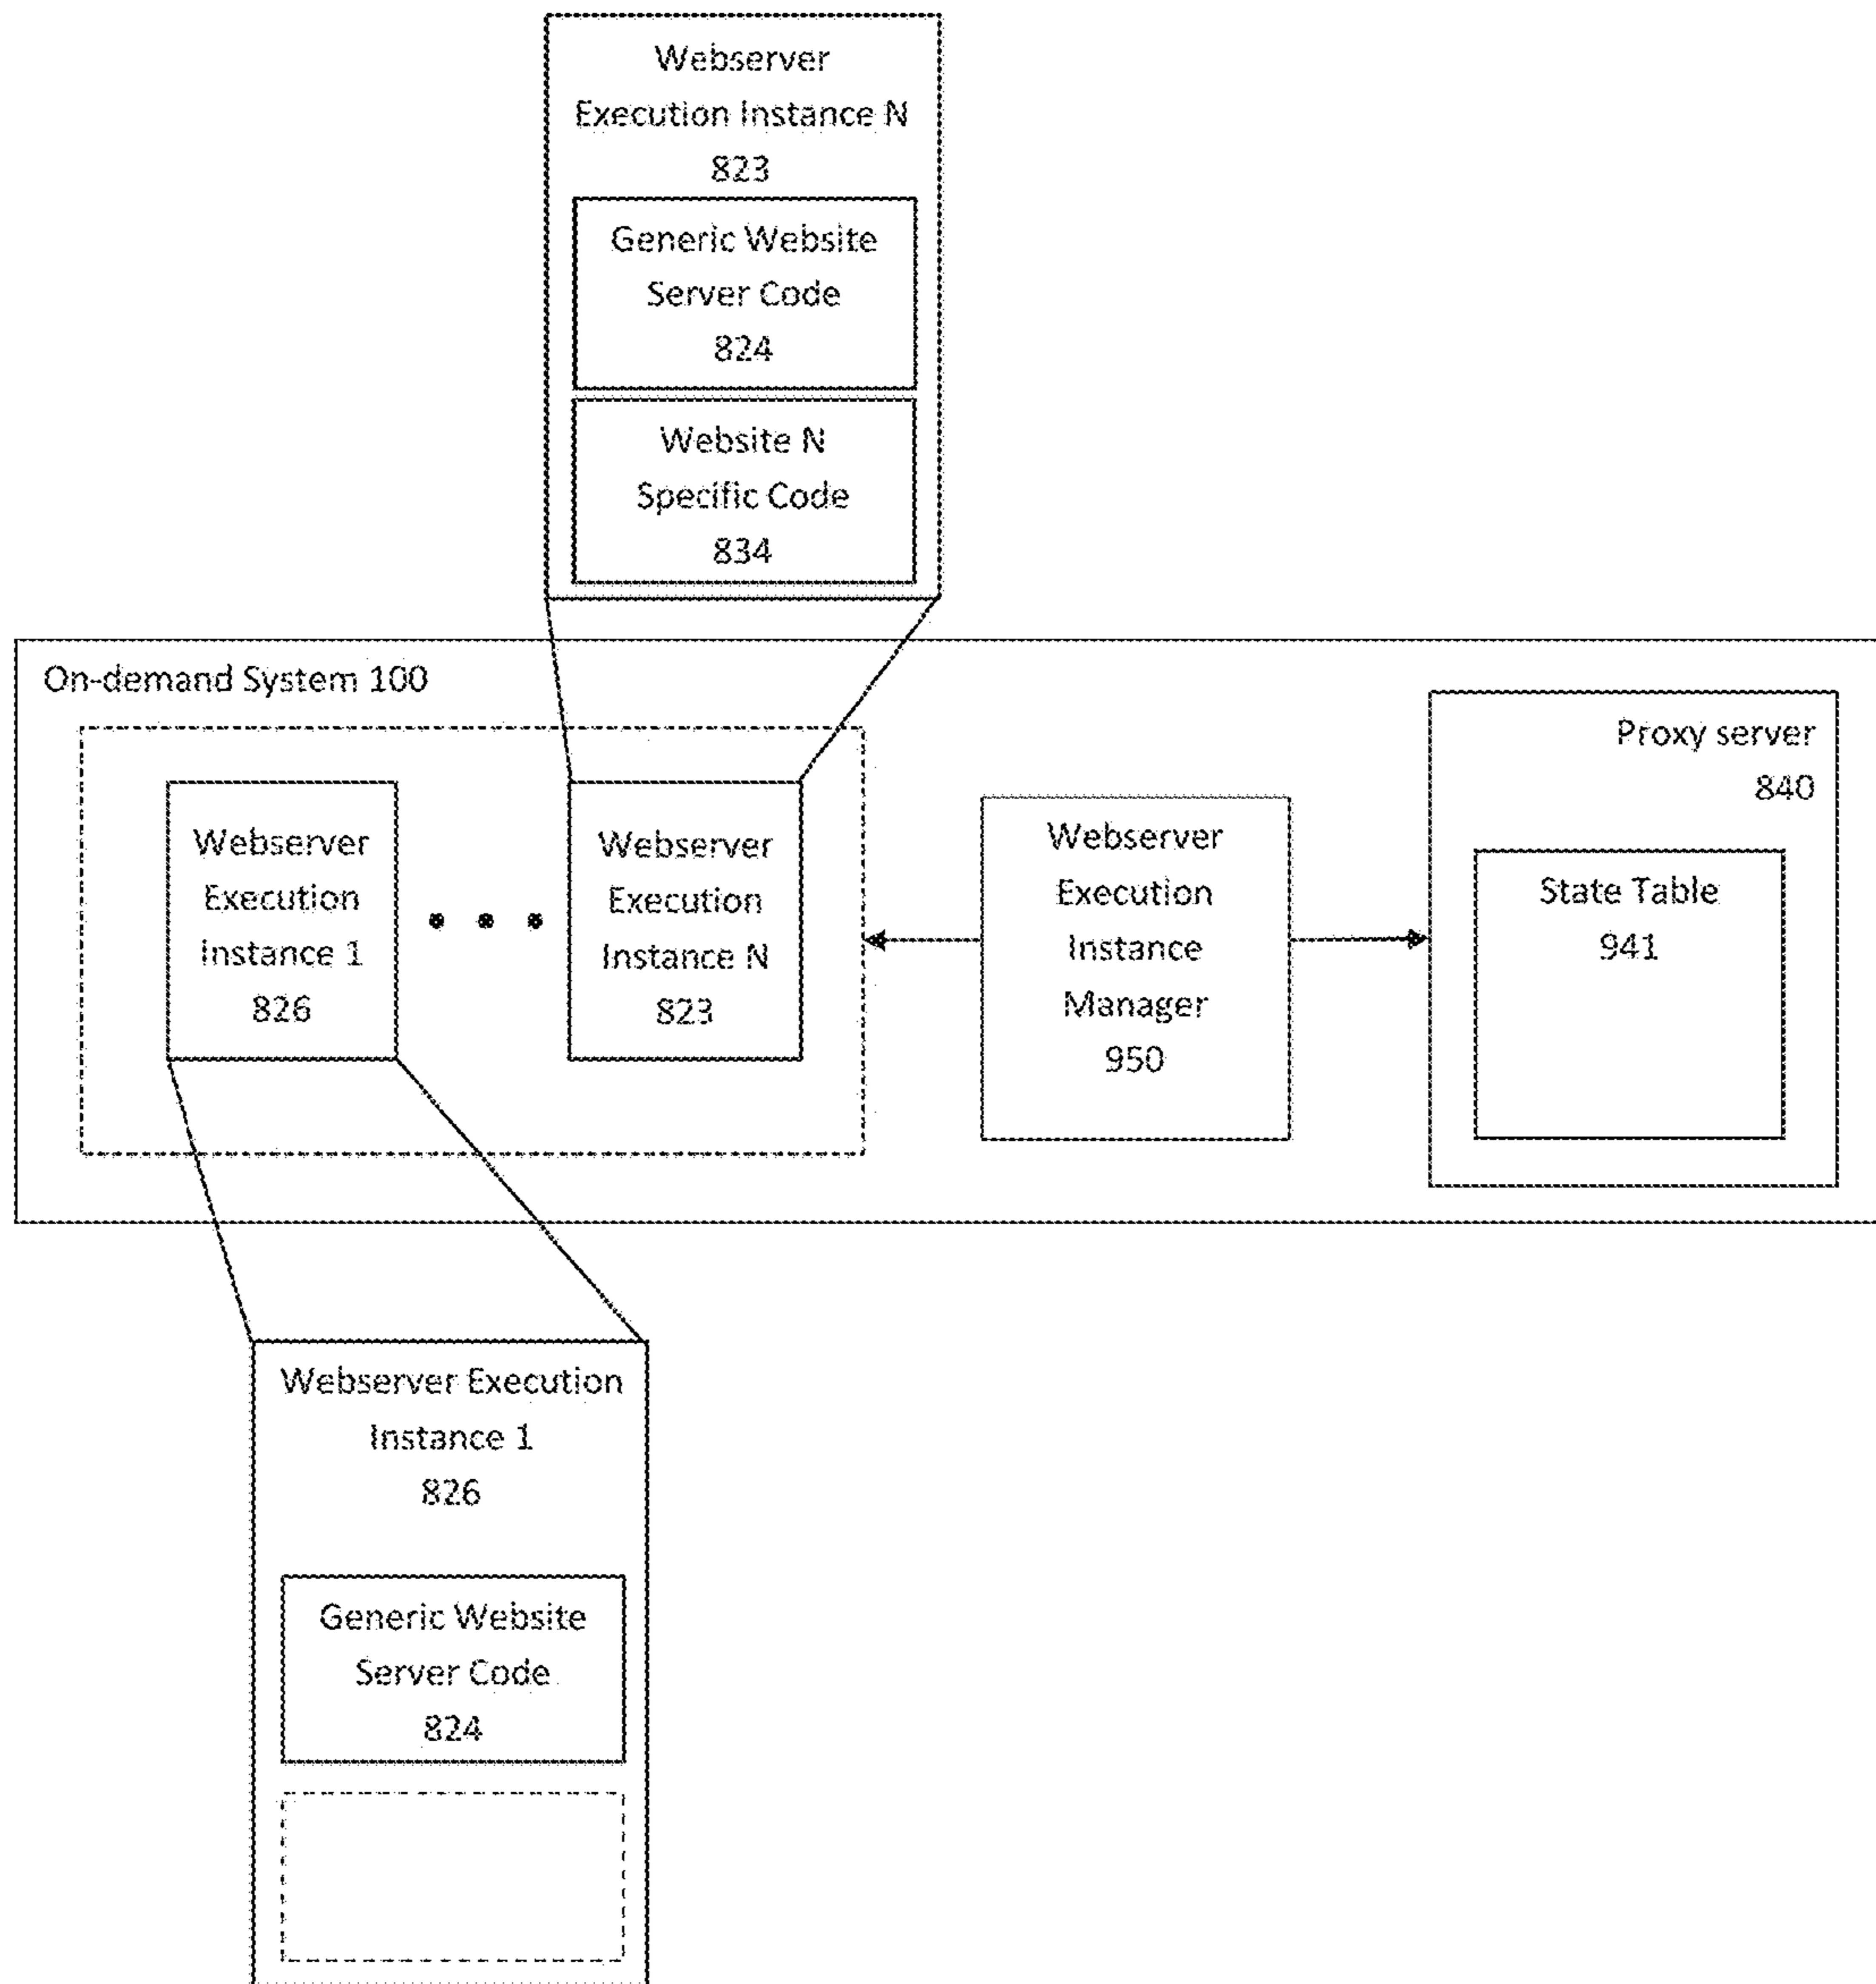 Webserver
Execution Instance N
823
Generic Website
Server Code
824
Website N
Specific Code
834
On-demand System 100
Webserver
Execution
Instance 1
826
Webserver
Execution
Instance N
823
Webserver
Execution
Instance
Manager
950
Proxy server
840
State Table
941
Webserver Execution
Instance 1
826
Generic Website
Server Code
824